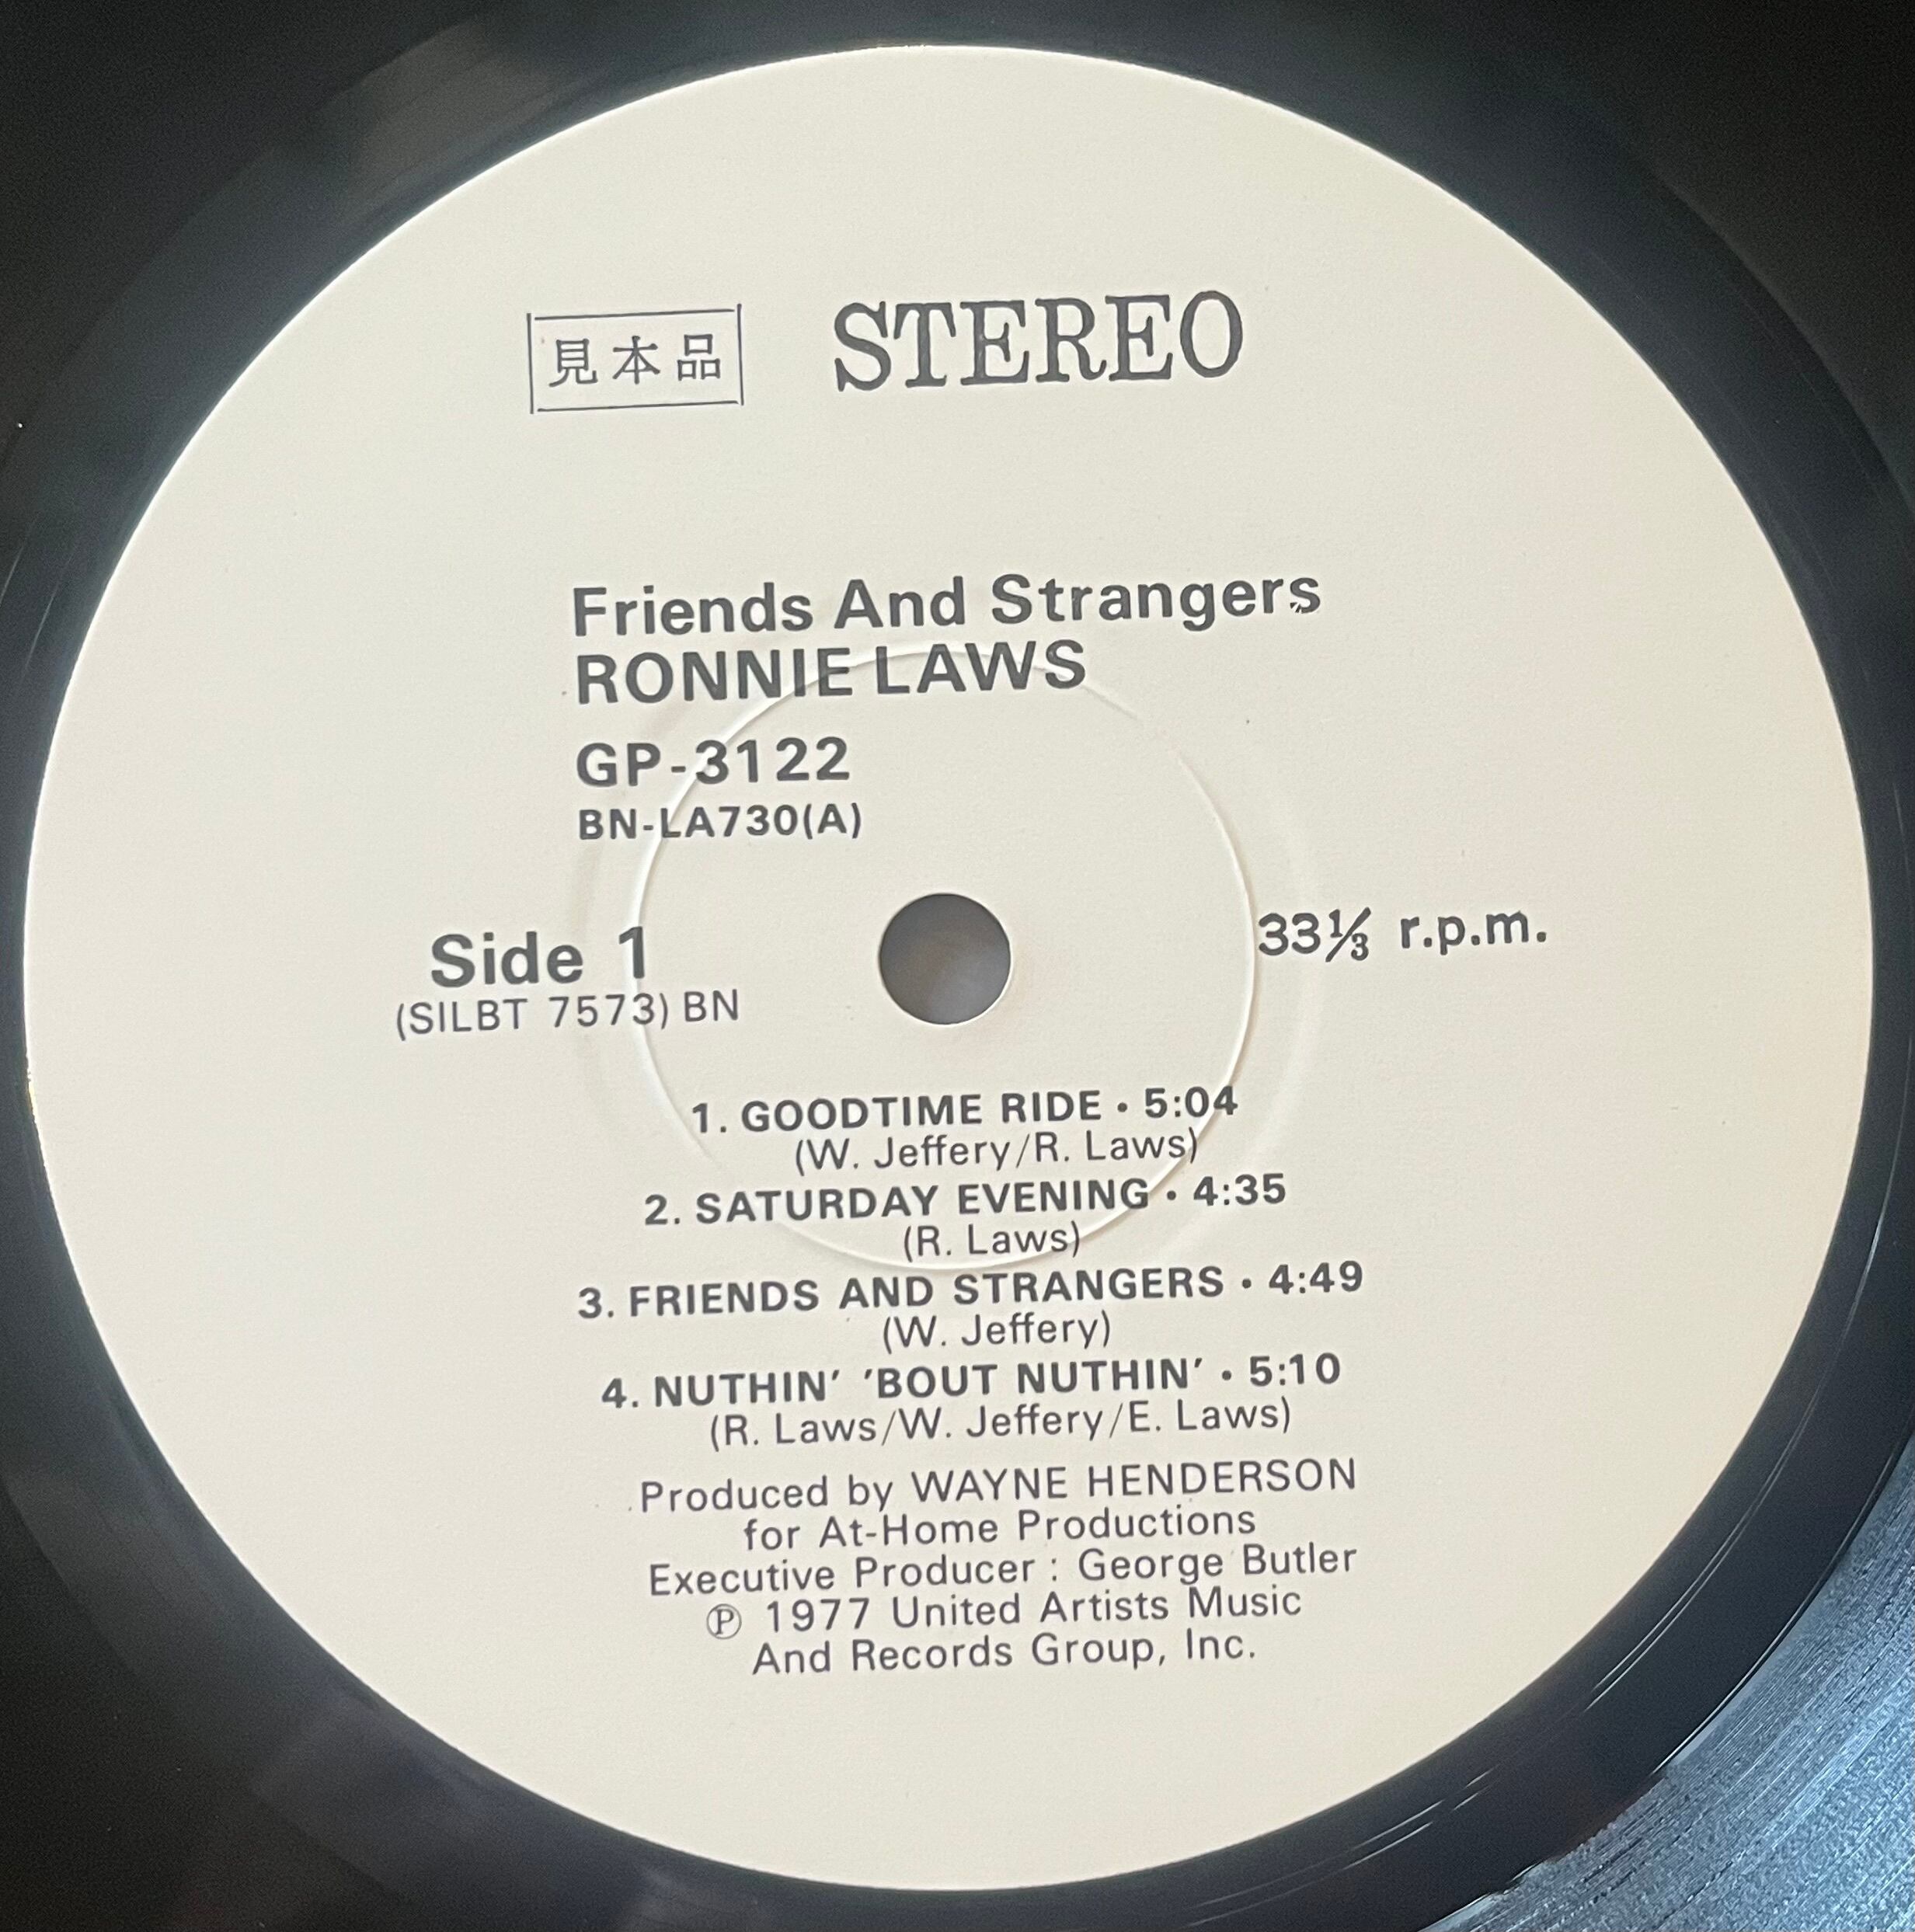 見本品 STEREO
Friends And Strangers
RONNIE LAWS
GP-3122
BN-LA730(A)
Side 1 33⅓ r.p.m.
(SILBT 7573) BN
1. GOODTIME RIDE • 5:04
(W. Jeffery/R. Laws)
2. SATURDAY EVENING • 4:35
(R. Laws)
3. FRIENDS AND STRANGERS • 4:49
(W. Jeffery)
4. NUTHIN' 'BOUT NUTHIN' • 5:10
(R. Laws/W. Jeffery/E. Laws)
Produced by WAYNE HENDERSON
for At-Home Productions
Executive Producer : George Butler
℗ 1977 United Artists Music
And Records Group, Inc.